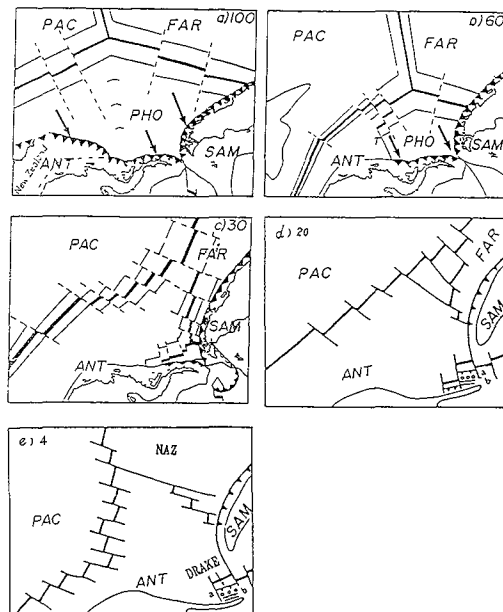 a) 100
PAC
FAR
PHO
SAM
ANT
New Zealand
b) 60
PAC
FAR
PHO
SAM
ANT
c) 30
PAC
FAR
SAM
ANT
d) 20
PAC
FAR
SAM
ANT
a
b
e) 4
NAZ
PAC
SAM
DRAKE
ANT
a
b